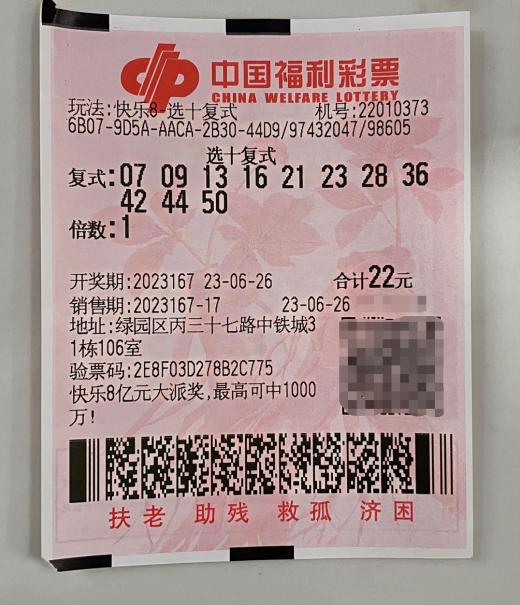 中国福利彩票
CHINA WELFARE LOTTERY
玩法:快乐8-选十复式 机号:22010373
6B07-9D5A-AACA-2B30-44D9/97432047/98605
选十复式
复式:07 09 13 16 21 23 28 36
42 44 50
倍数:1
开奖期:2023167 23-06-26 合计22元
销售期:2023167-17 23-06-26
地址:绿园区丙三十七路中铁城3
1栋106室
验票码:2E8F03D278B2C775
快乐8亿元大派奖,最高可中1000
万!
扶老 助残 救孤 济困